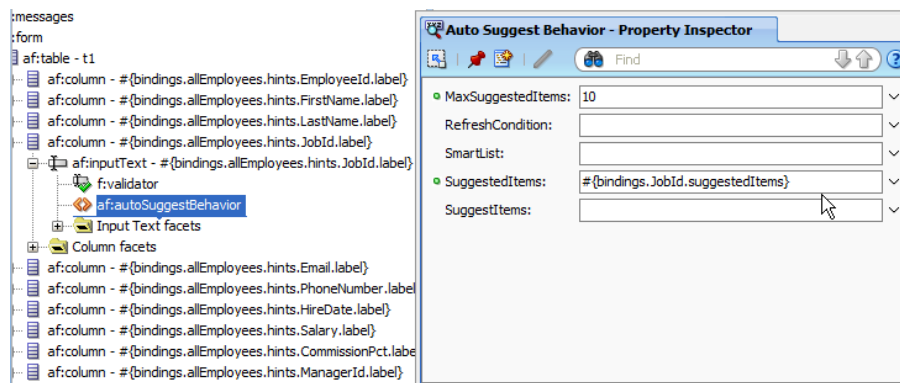 :messages
:form
af:table - t1
af:column - #{bindings.allEmployees.hints.EmployeeId.label}
af:column - #{bindings.allEmployees.hints.FirstName.label}
af:column - #{bindings.allEmployees.hints.LastName.label}
af:column - #{bindings.allEmployees.hints.JobId.label}
af:inputText - #{bindings.allEmployees.hints.JobId.label}
f:validator
af:autoSuggestBehavior
Input Text facets
Column facets
af:column - #{bindings.allEmployees.hints.Email.label}
af:column - #{bindings.allEmployees.hints.PhoneNumber.label
af:column - #{bindings.allEmployees.hints.HireDate.label}
af:column - #{bindings.allEmployees.hints.Salary.label}
af:column - #{bindings.allEmployees.hints.CommissionPct.labe
af:column - #{bindings.allEmployees.hints.ManagerId.label}
Auto Suggest Behavior - Property Inspector
Find
?
MaxSuggestedItems: 10
RefreshCondition:
SmartList:
SuggestedItems: #{bindings.JobId.suggestedItems}
SuggestItems: